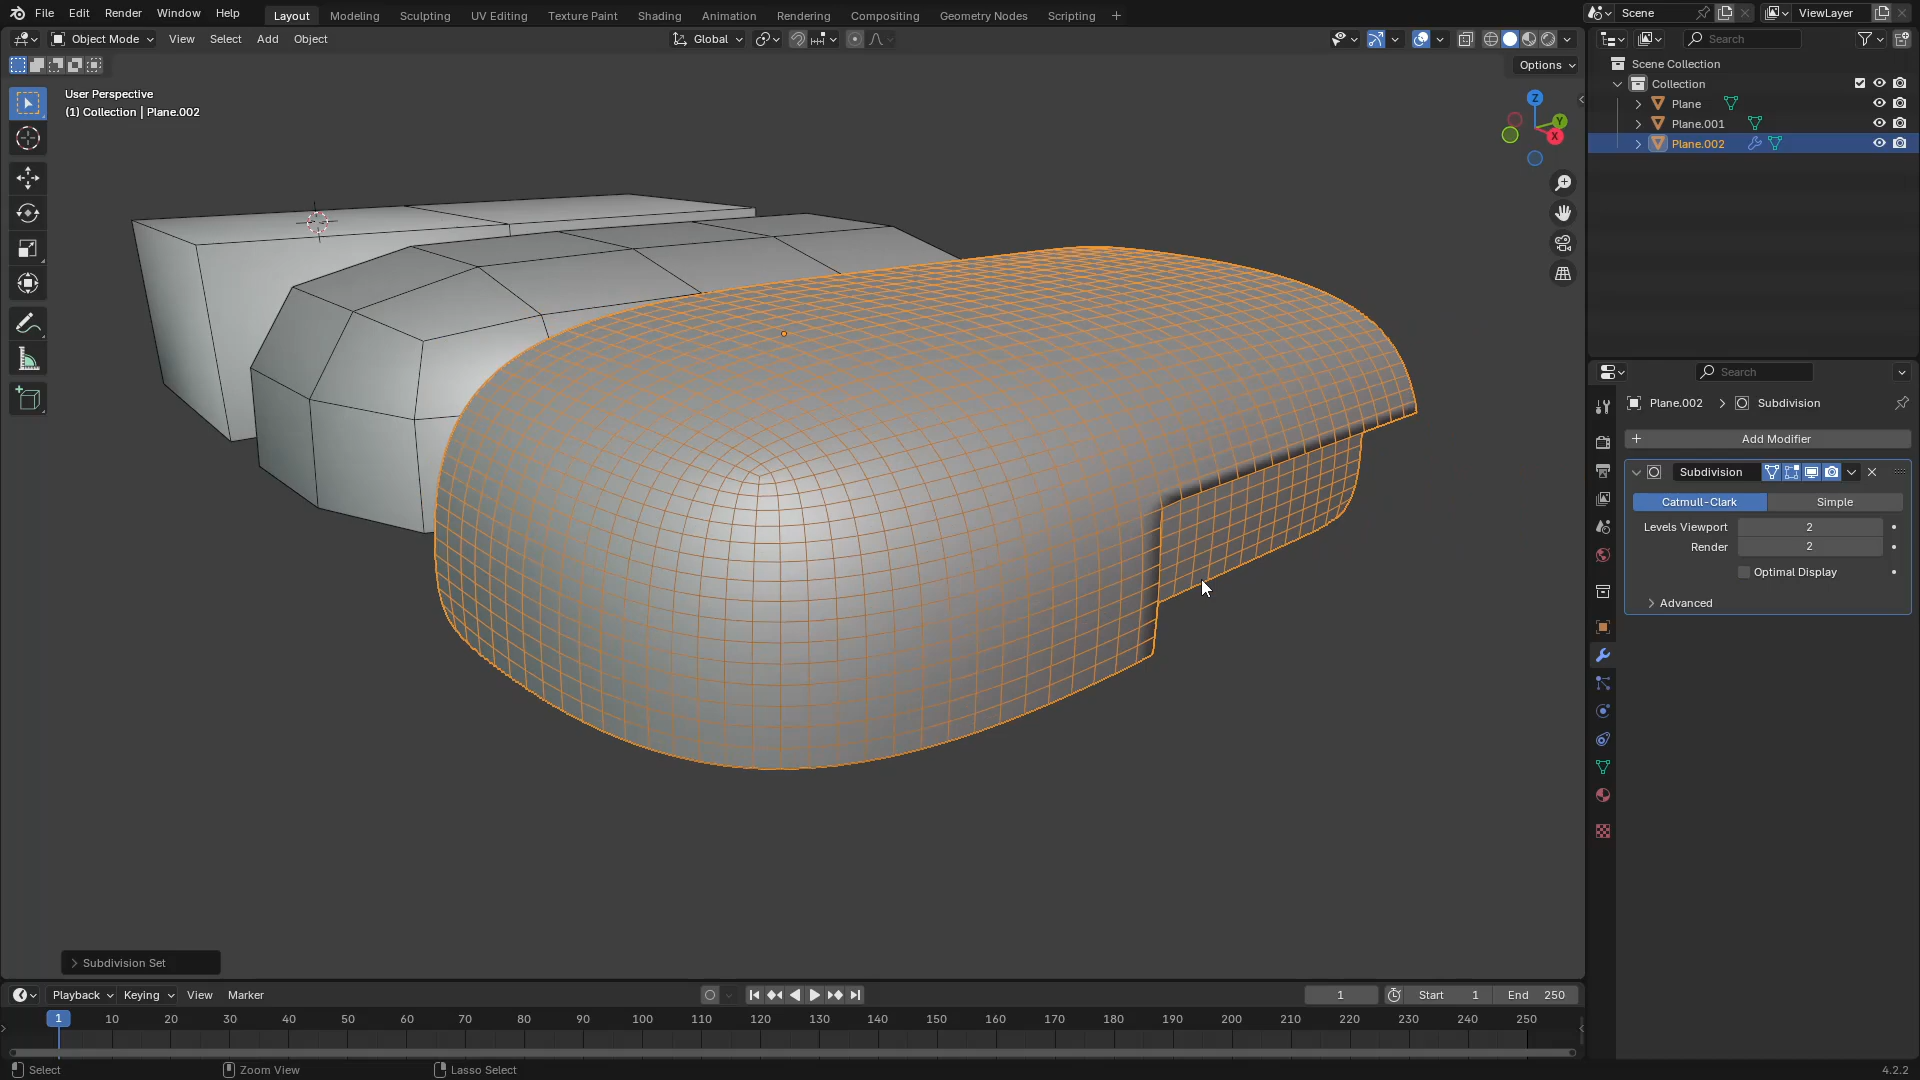 File Edit Render Window Help Layout Modeling Sculpting UV Editing Texture Paint Shading Animation Rendering Compositing Geometry Nodes Scripting + Scene ViewLayer
Object Mode View Select Add Object Global Search
Options
User Perspective
(1) Collection | Plane.002
Z
Y
X
Scene Collection
Collection
Plane
Plane.001
Plane.002
Search
Plane.002 > Subdivision
+ Add Modifier
Subdivision
Catmull-Clark Simple
Levels Viewport 2
Render 2
Optimal Display
Advanced
Subdivision Set
Playback Keying View Marker 1 Start 1 End 250
1 10 20 30 40 50 60 70 80 90 100 110 120 130 140 150 160 170 180 190 200 210 220 230 240 250
Select Zoom View Lasso Select 4.2.2